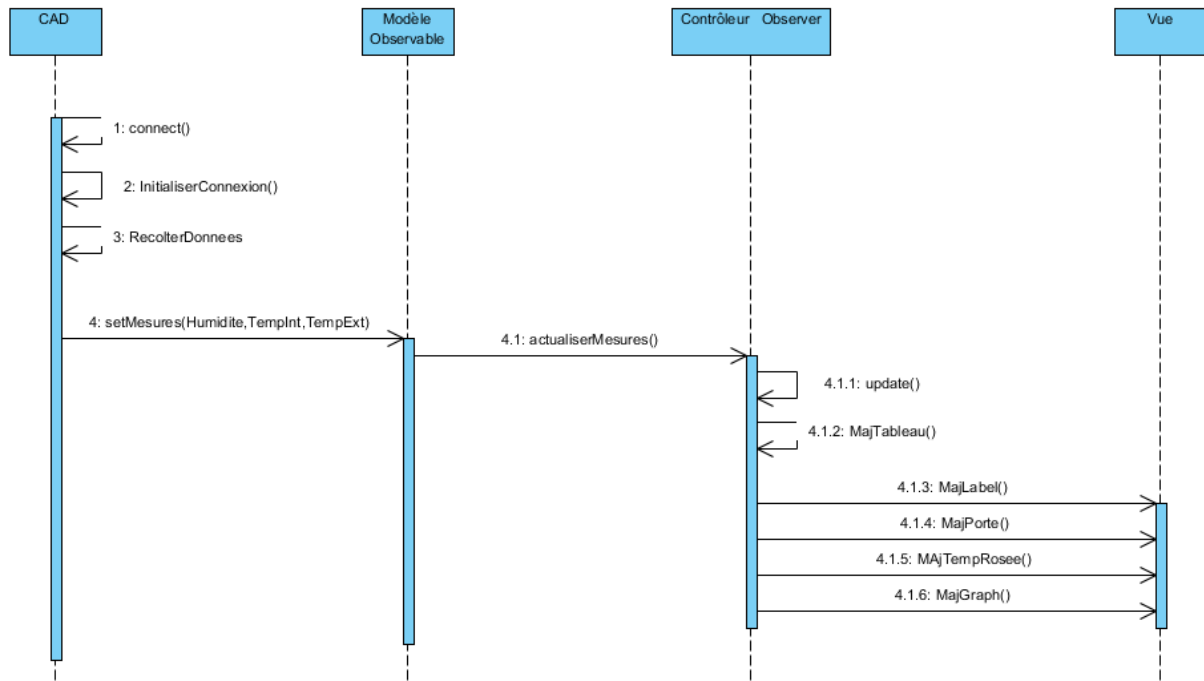 CAD
Modèle
Observable
Contrôleur Observer
Vue
1: connect()
2: InitialiserConnexion()
3: RecolterDonnees
4: setMesures(Humidite,TempInt,TempExt)
4.1: actualiserMesures()
4.1.1: update()
4.1.2: MajTableau()
4.1.3: MajLabel()
4.1.4: MajPorte()
4.1.5: MAjTempRosee()
4.1.6: MajGraph()